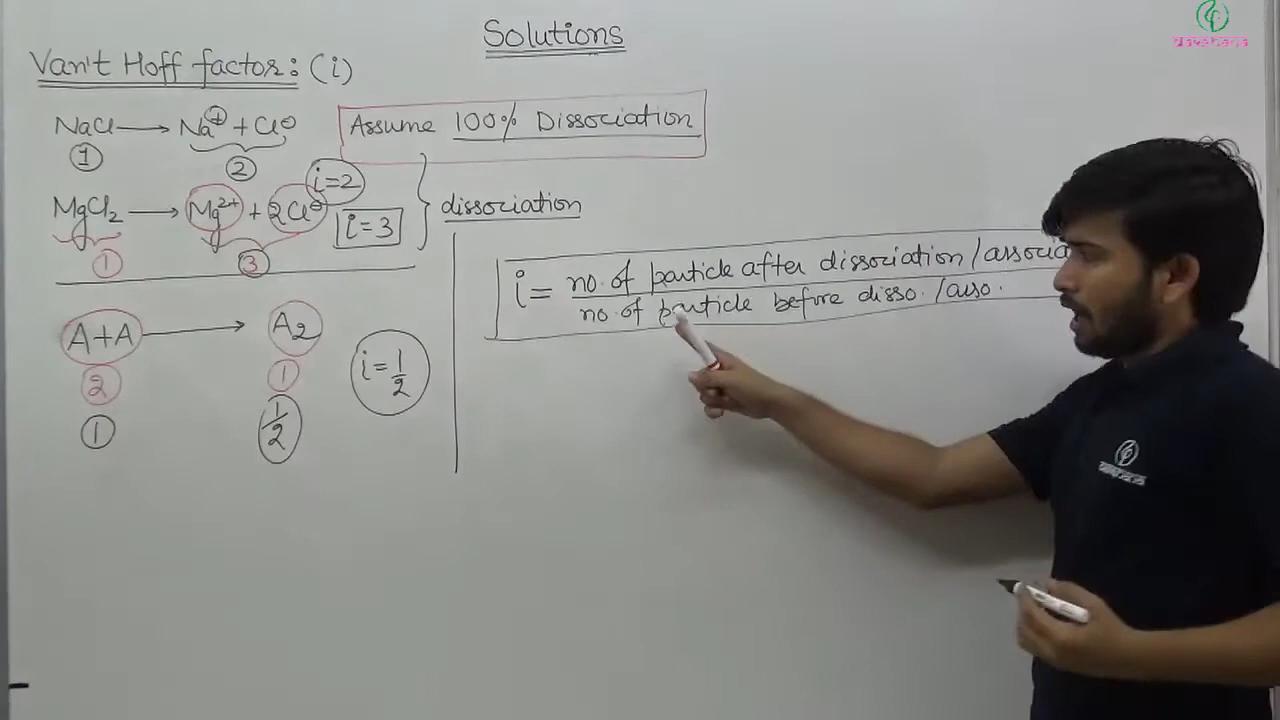 Solutions
Van't Hoff factor: (i)
NaCl → Na⊕ + Cl⊖
1 2
Assume 100% Dissociation
i=2
MgCl2 → Mg2+ + 2Cl⊖
i=3
1 3
dissociation
i = no. of particle after dissociation / associa
no. of particle before disso. / asso.
A+A → A2
2 1
1 1/2
i = 1/2